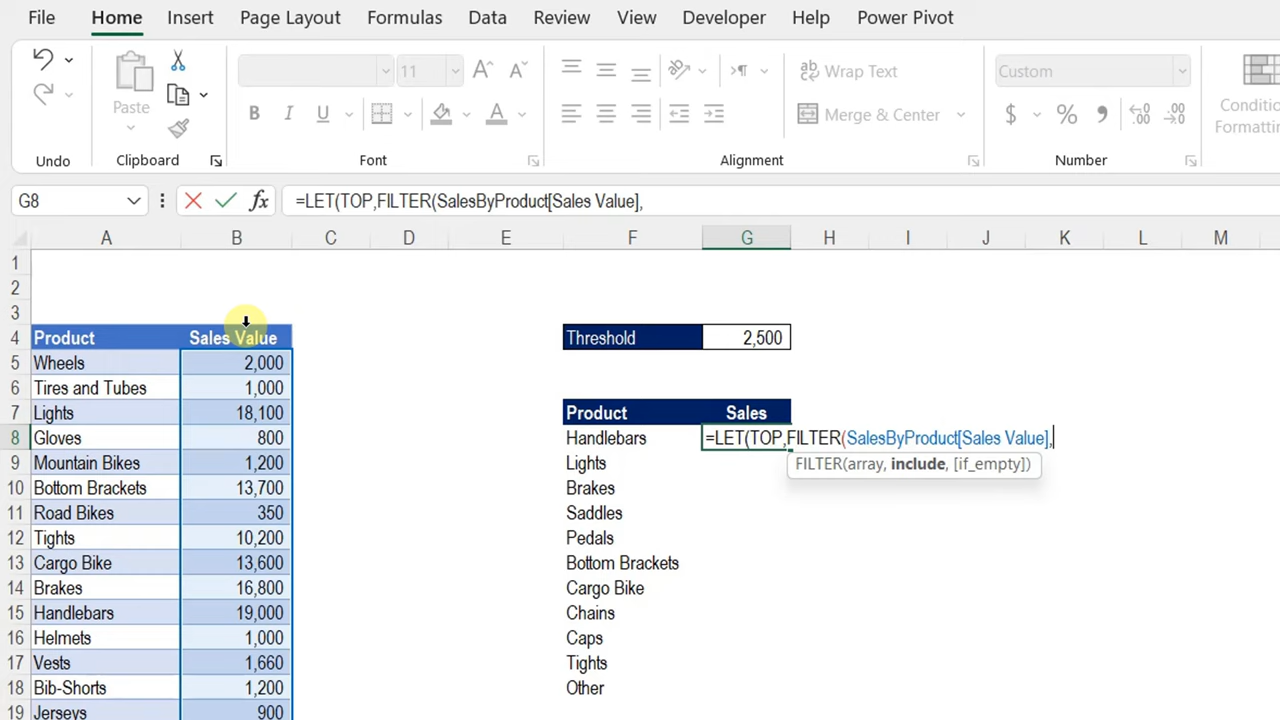 File Home Insert Page Layout Formulas Data Review View Developer Help Power Pivot
11 Custom
Wrap Text
Paste
B I U A $ % Conditio
Merge & Center Formatting
Undo Clipboard Font Alignment Number
G8 fx =LET(TOP,FILTER(SalesByProduct[Sales Value],
A B C D E F G H I J K L M
1
2
3
4 Product Sales Value Threshold 2,500
5 Wheels 2,000
6 Tires and Tubes 1,000
7 Lights 18,100 Product Sales
8 Gloves 800 Handlebars =LET(TOP,FILTER(SalesByProduct[Sales Value],
9 Mountain Bikes 1,200 Lights FILTER(array, include, [if_empty])
10 Bottom Brackets 13,700 Brakes
11 Road Bikes 350 Saddles
12 Tights 10,200 Pedals
13 Cargo Bike 13,600 Bottom Brackets
14 Brakes 16,800 Cargo Bike
15 Handlebars 19,000 Chains
16 Helmets 1,000 Caps
17 Vests 1,660 Tights
18 Bib-Shorts 1,200 Other
19 Jerseys 900